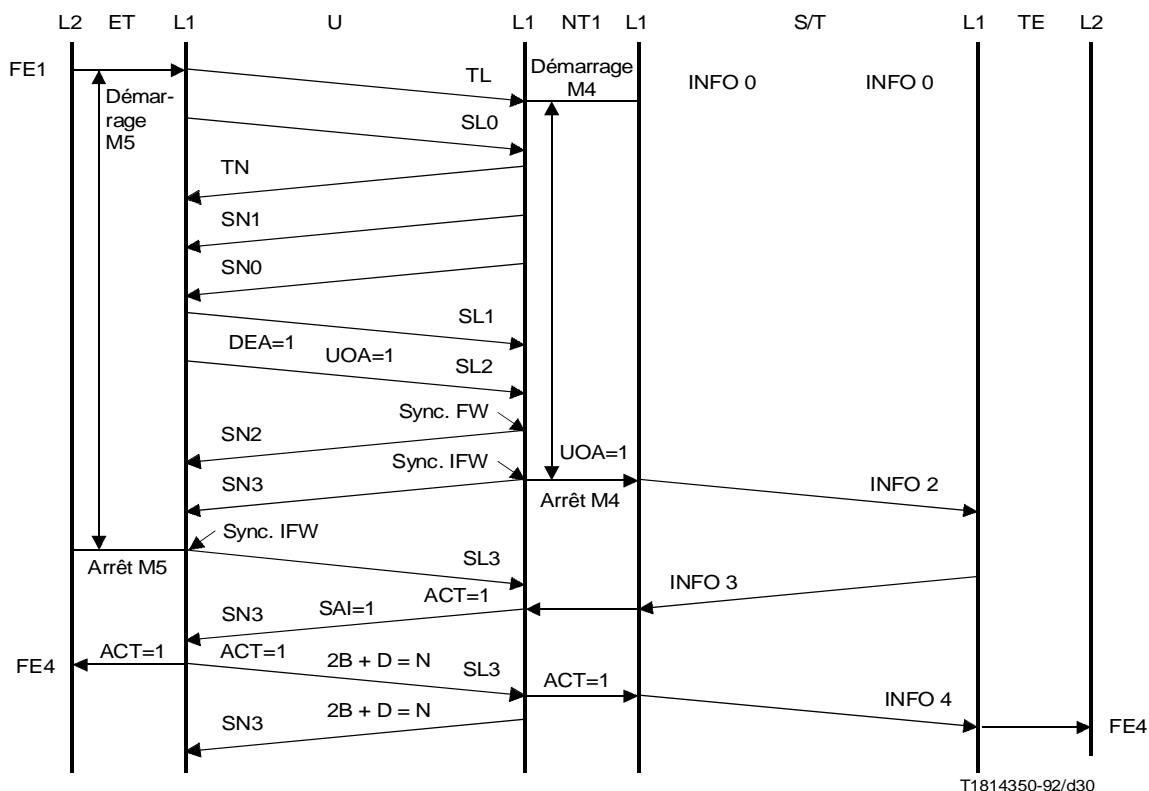 L2 ET L1 U L1 NT1 L1 S/T L1 TE L2
FE1
Démar-
rage
M5
TL
Démarrage
M4
INFO 0 INFO 0
SL0
TN
SN1
SN0
SL1
DEA=1 UOA=1
SL2
Sync. FW
SN2
UOA=1
Sync. IFW
SN3
Arrêt M4
INFO 2
Sync. IFW
Arrêt M5
SL3
INFO 3
SN3 SAI=1 ACT=1
FE4 ACT=1 ACT=1 2B + D = N SL3
ACT=1
INFO 4
SN3 2B + D = N
FE4
T1814350-92/d30